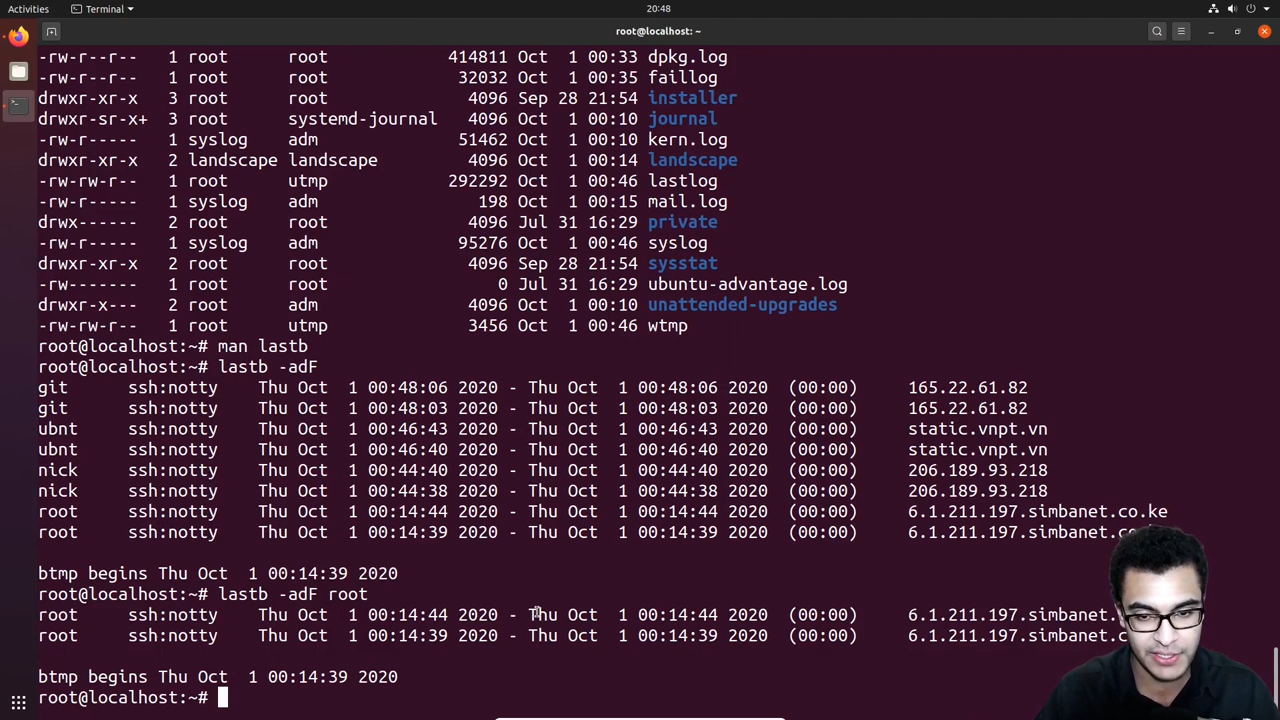 Activities Terminal 20:48
root@localhost: ~
-rw-r--r-- 1 root root 414811 Oct 1 00:33 dpkg.log
-rw-r--r-- 1 root root 32032 Oct 1 00:35 faillog
drwxr-xr-x 3 root root 4096 Sep 28 21:54 installer
drwxr-sr-x+ 3 root systemd-journal 4096 Oct 1 00:10 journal
-rw-r----- 1 syslog adm 51462 Oct 1 00:10 kern.log
drwxr-xr-x 2 landscape landscape 4096 Oct 1 00:14 landscape
-rw-rw-r-- 1 root utmp 292292 Oct 1 00:46 lastlog
-rw-r----- 1 syslog adm 198 Oct 1 00:15 mail.log
drwx------ 2 root root 4096 Jul 31 16:29 private
-rw-r----- 1 syslog adm 95276 Oct 1 00:46 syslog
drwxr-xr-x 2 root root 4096 Sep 28 21:54 sysstat
-rw------- 1 root root 0 Jul 31 16:29 ubuntu-advantage.log
drwxr-x--- 2 root adm 4096 Oct 1 00:10 unattended-upgrades
-rw-rw-r-- 1 root utmp 3456 Oct 1 00:46 wtmp
root@localhost:~# man lastb
root@localhost:~# lastb -adF
git ssh:notty Thu Oct 1 00:48:06 2020 - Thu Oct 1 00:48:06 2020 (00:00) 165.22.61.82
git ssh:notty Thu Oct 1 00:48:03 2020 - Thu Oct 1 00:48:03 2020 (00:00) 165.22.61.82
ubnt ssh:notty Thu Oct 1 00:46:43 2020 - Thu Oct 1 00:46:43 2020 (00:00) static.vnpt.vn
ubnt ssh:notty Thu Oct 1 00:46:40 2020 - Thu Oct 1 00:46:40 2020 (00:00) static.vnpt.vn
nick ssh:notty Thu Oct 1 00:44:40 2020 - Thu Oct 1 00:44:40 2020 (00:00) 206.189.93.218
nick ssh:notty Thu Oct 1 00:44:38 2020 - Thu Oct 1 00:44:38 2020 (00:00) 206.189.93.218
root ssh:notty Thu Oct 1 00:14:44 2020 - Thu Oct 1 00:14:44 2020 (00:00) 6.1.211.197.simbanet.co.ke
root ssh:notty Thu Oct 1 00:14:39 2020 - Thu Oct 1 00:14:39 2020 (00:00) 6.1.211.197.simbanet.co
btmp begins Thu Oct 1 00:14:39 2020
root@localhost:~# lastb -adF root
root ssh:notty Thu Oct 1 00:14:44 2020 - Thu Oct 1 00:14:44 2020 (00:00) 6.1.211.197.simbanet.
root ssh:notty Thu Oct 1 00:14:39 2020 - Thu Oct 1 00:14:39 2020 (00:00) 6.1.211.197.simbanet.
btmp begins Thu Oct 1 00:14:39 2020
root@localhost:~#